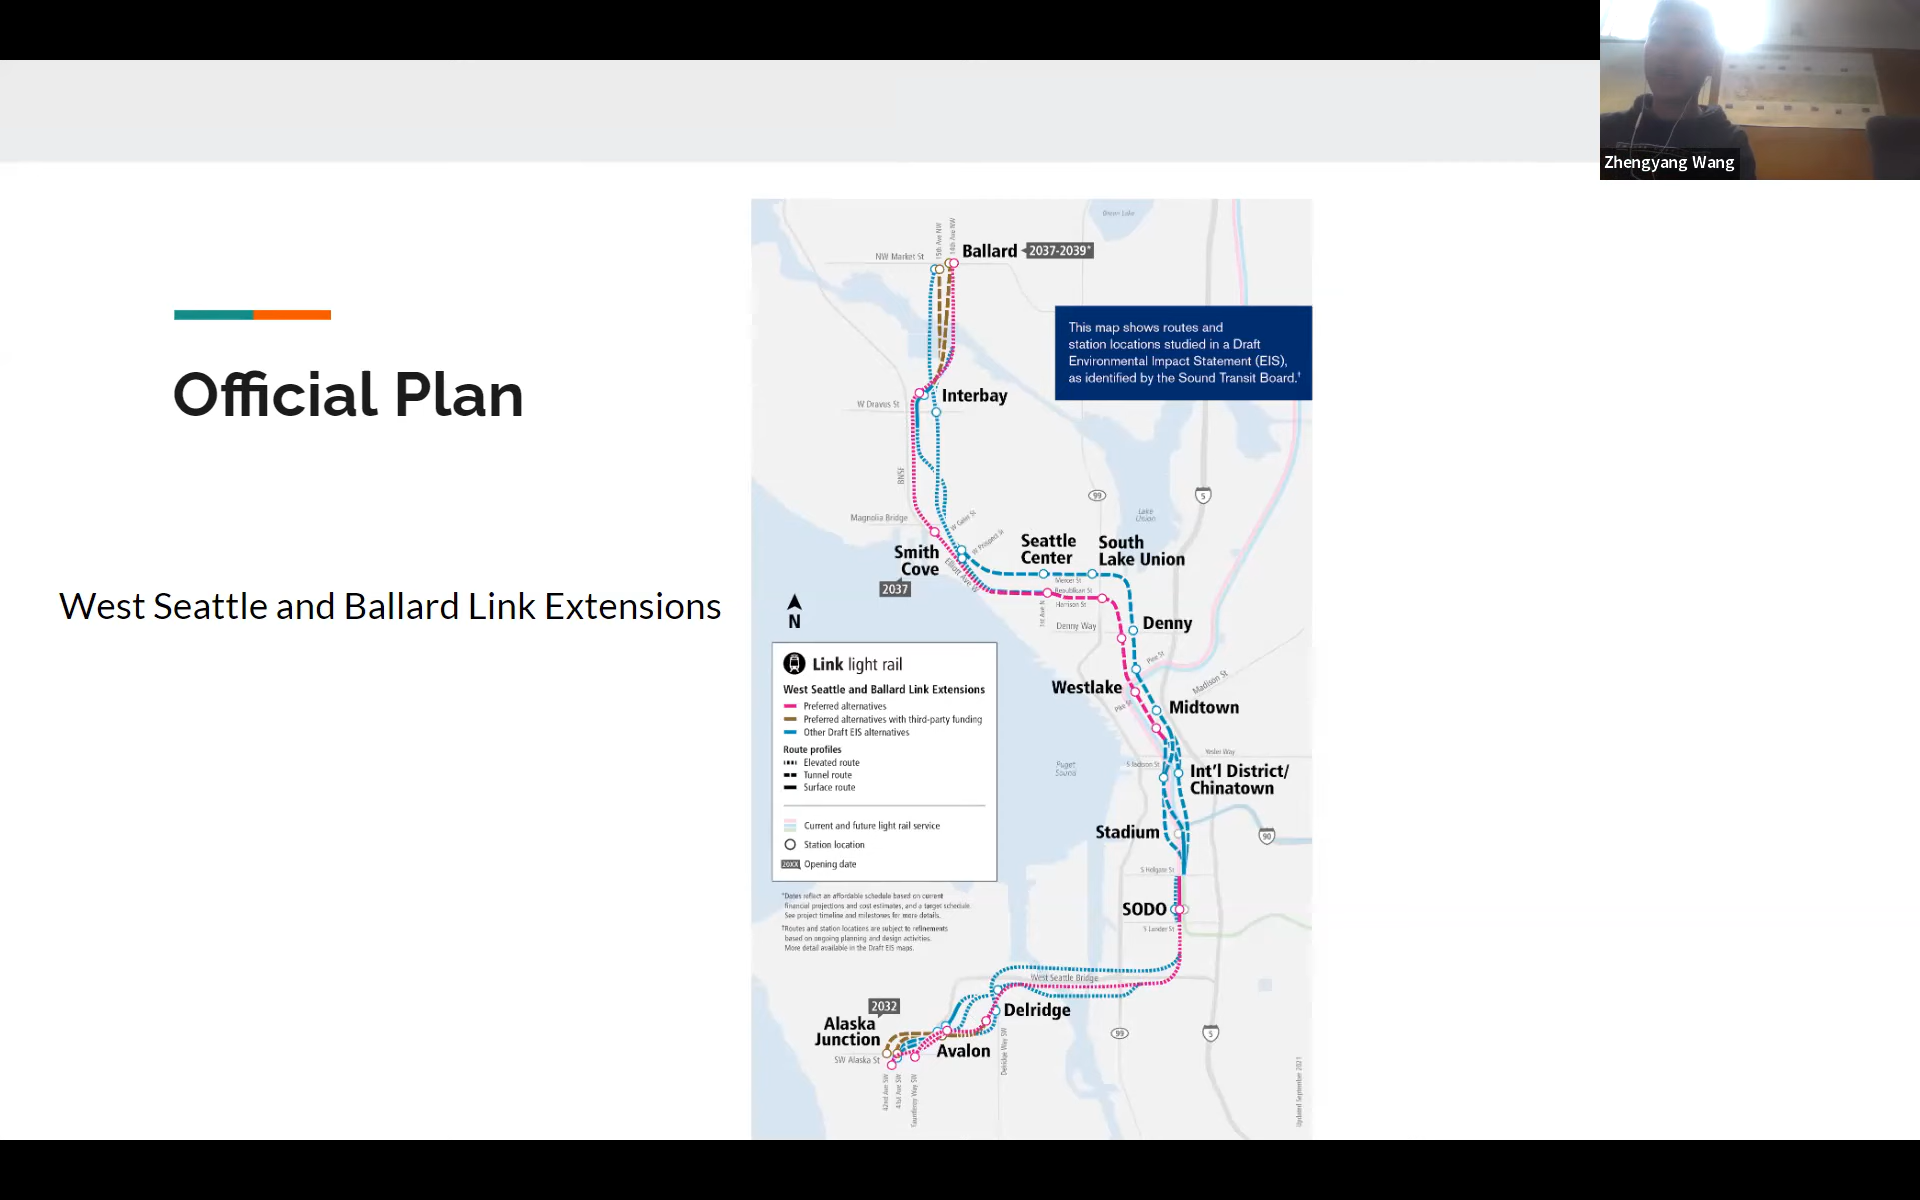 Zhengyang Wang
Official Plan
West Seattle and Ballard Link Extensions
Green Lake
15th Ave NW
14th Ave NW
NW Market St
Ballard
2037-2039*
This map shows routes and
station locations studied in a Draft
Environmental Impact Statement (EIS),
as identified by the Sound Transit Board.†
Interbay
W Dravus St
BNSF
99
5
Lake
Union
Magnolia Bridge
W Galer St
W Prospect St
Smith
Cove
Elliott Ave W
2037
Seattle
Center
South
Lake Union
Mercer St
Republican St
Harrison St
1st Ave N
Denny Way
Denny
N
Pine St
Westlake
Madison St
Pike St
Midtown
Yesler Way
Puget
Sound
S Jackson St
Int'l District/
Chinatown
Stadium
90
S Holgate St
SODO
S Lander St
Link light rail
West Seattle and Ballard Link Extensions
Preferred alternatives
Preferred alternatives with third-party funding
Other Draft EIS alternatives
Route profiles
Elevated route
Tunnel route
Surface route
Current and future light rail service
Station location
20XX Opening date
*Dates reflect an affordable schedule based on current
financial projections and cost estimates, and a target schedule.
See project timeline and milestones for more details.
†Routes and station locations are subject to refinements
based on ongoing planning and design activities.
More detail available in the Draft EIS maps.
West Seattle Bridge
2032
Alaska
Junction
Delridge
Avalon
SW Alaska St
99
5
42nd Ave SW
41st Ave SW
Fauntleroy Way SW
Delridge Way SW
Updated September 2021